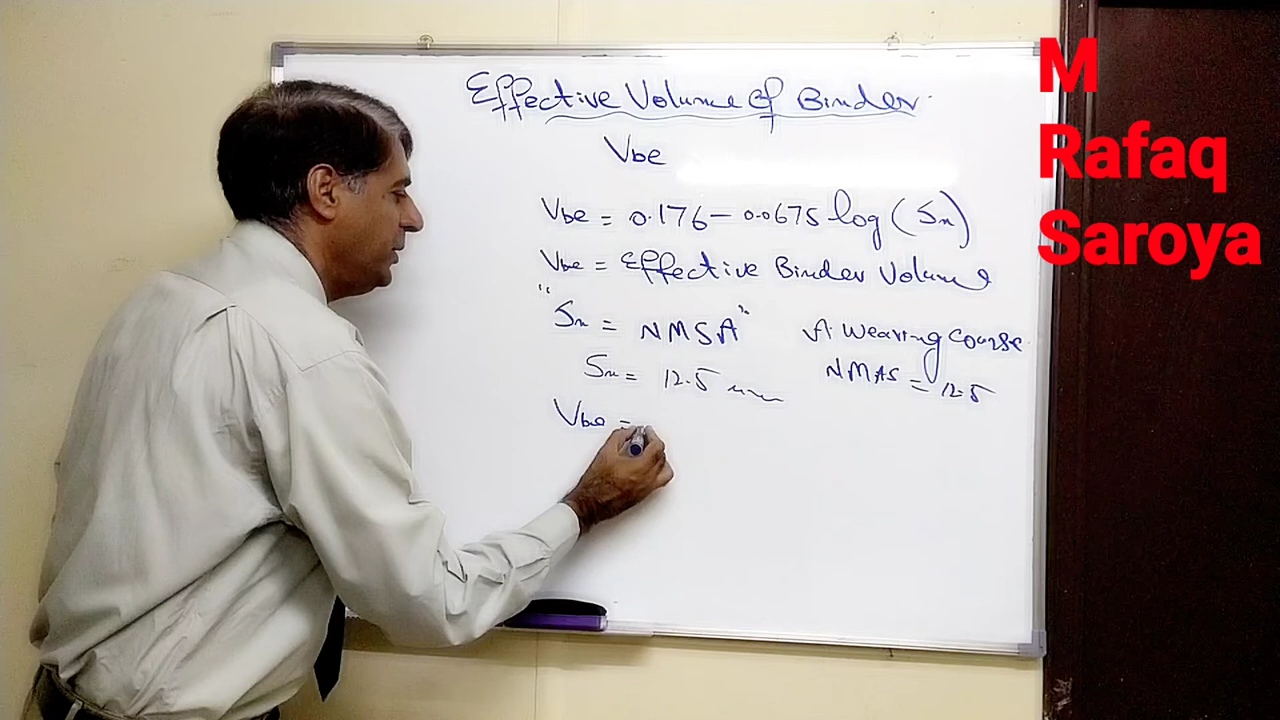 Effective Volume of Binder
Vbe
Vbe = 0.176 - 0.0675 log (Sn)
Vbe = Effective Binder Volume
"Sn = NMSA"
A Wearing Course
NMAS = 12.5
Sn = 12.5 mm
Vbe =
M
Rafaq
Saroya